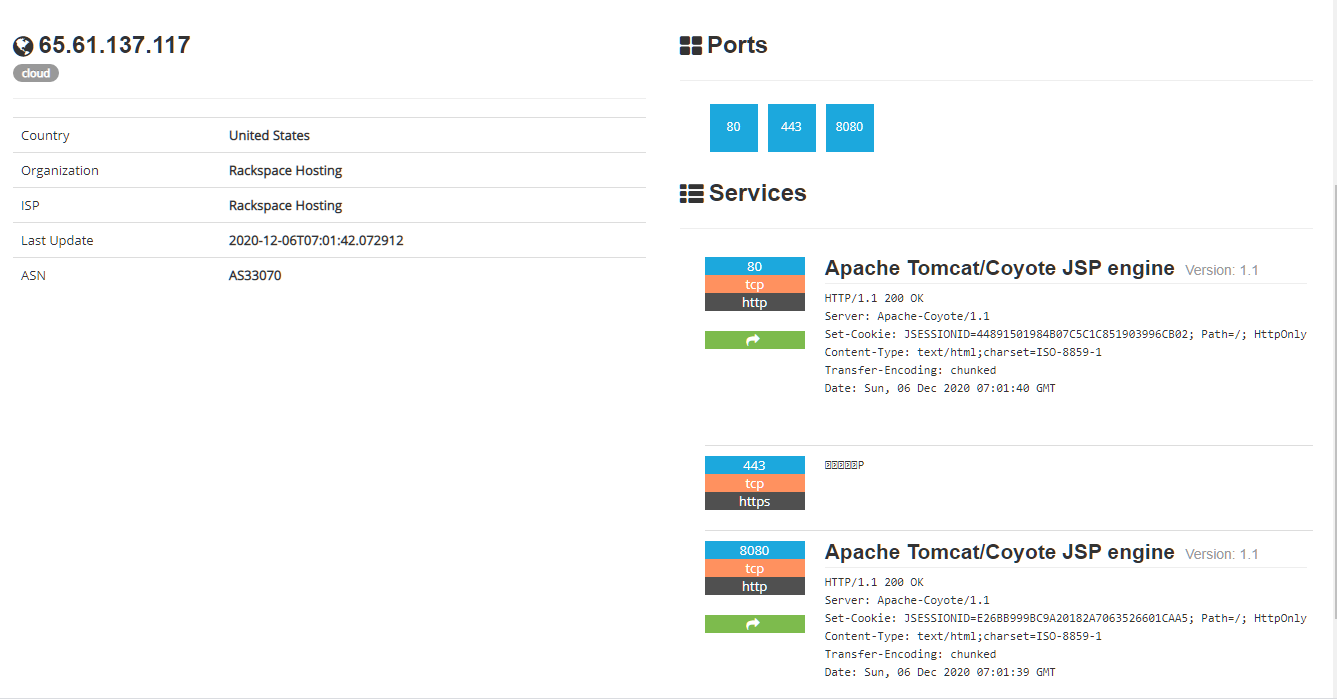 65.61.137.117
cloud
Country United States
Organization Rackspace Hosting
ISP Rackspace Hosting
Last Update 2020-12-06T07:01:42.072912
ASN AS33070
Ports
80 443 8080
Services
80
tcp
http
Apache Tomcat/Coyote JSP engine Version: 1.1
HTTP/1.1 200 OK
Server: Apache-Coyote/1.1
Set-Cookie: JSESSIONID=44891501984B07C5C1C851903996CB02; Path=/; HttpOnly
Content-Type: text/html;charset=ISO-8859-1
Transfer-Encoding: chunked
Date: Sun, 06 Dec 2020 07:01:40 GMT
443
tcp
https
P
8080
tcp
http
Apache Tomcat/Coyote JSP engine Version: 1.1
HTTP/1.1 200 OK
Server: Apache-Coyote/1.1
Set-Cookie: JSESSIONID=E26BB999BC9A20182A7063526601CAA5; Path=/; HttpOnly
Content-Type: text/html;charset=ISO-8859-1
Transfer-Encoding: chunked
Date: Sun, 06 Dec 2020 07:01:39 GMT